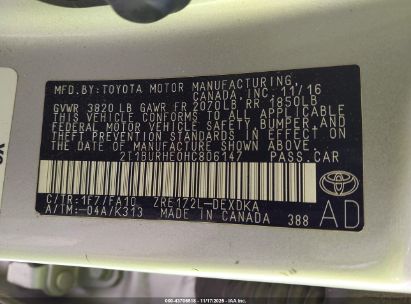 MFD.BY:TOYOTA MOTOR MANUFACTURING
CANADA, INC. 11/16
GVWR 3820 LB GAWR FR 2070LB RR 1850LB
THIS VEHICLE CONFORMS TO ALL APPLICABLE
FEDERAL MOTOR VEHICLE SAFETY, BUMPER AND
THEFT PREVENTION STANDARDS IN EFFECT ON
THE DATE OF MANUFACTURE SHOWN ABOVE.
2T1BURHE0HC806147 PASS.CAR
C/TR:1F7/FA10 ZRE172L-DEXDKA
A/TM:-04A/K313 MADE IN CANADA 388
TOYOTA
AD